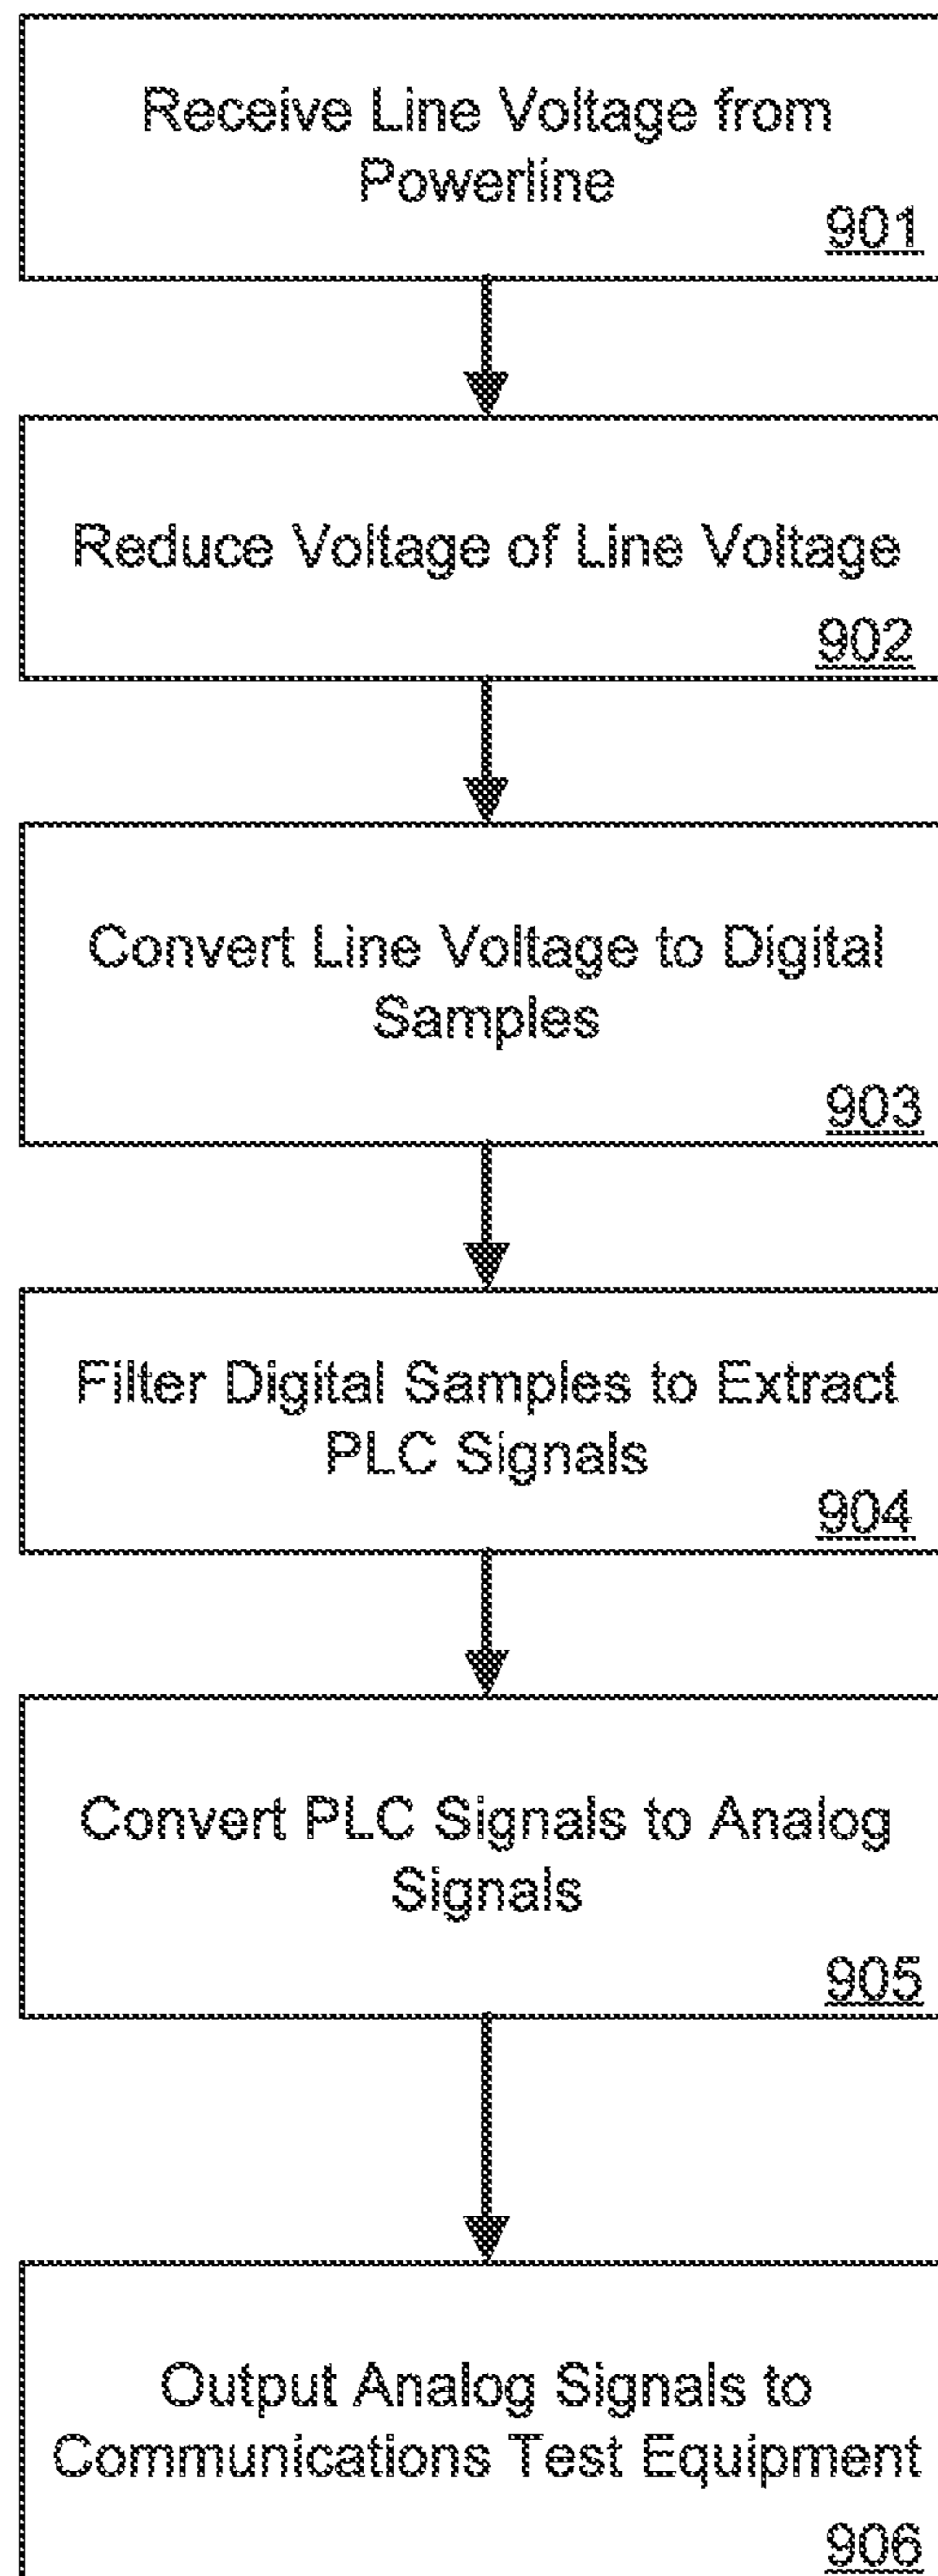 Receive Line Voltage from
Powerline
901
Reduce Voltage of Line Voltage
902
Convert Line Voltage to Digital
Samples
903
Filter Digital Samples to Extract
PLC Signals
904
Convert PLC Signals to Analog
Signals
905
Output Analog Signals to
Communications Test Equipment
906